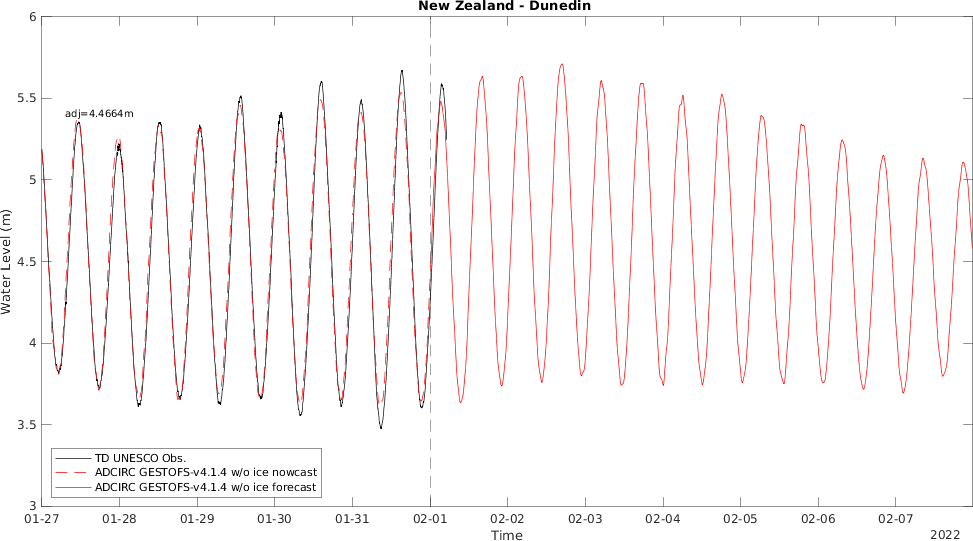 New Zealand - Dunedin
6
5.5
5
4.5
4
3.5
3
Water Level (m)
adj=4.4664m
TD UNESCO Obs.
ADCIRC GESTOFS-v4.1.4 w/o ice nowcast
ADCIRC GESTOFS-v4.1.4 w/o ice forecast
01-27 01-28 01-29 01-30 01-31 02-01 02-02 02-03 02-04 02-05 02-06 02-07
Time
2022